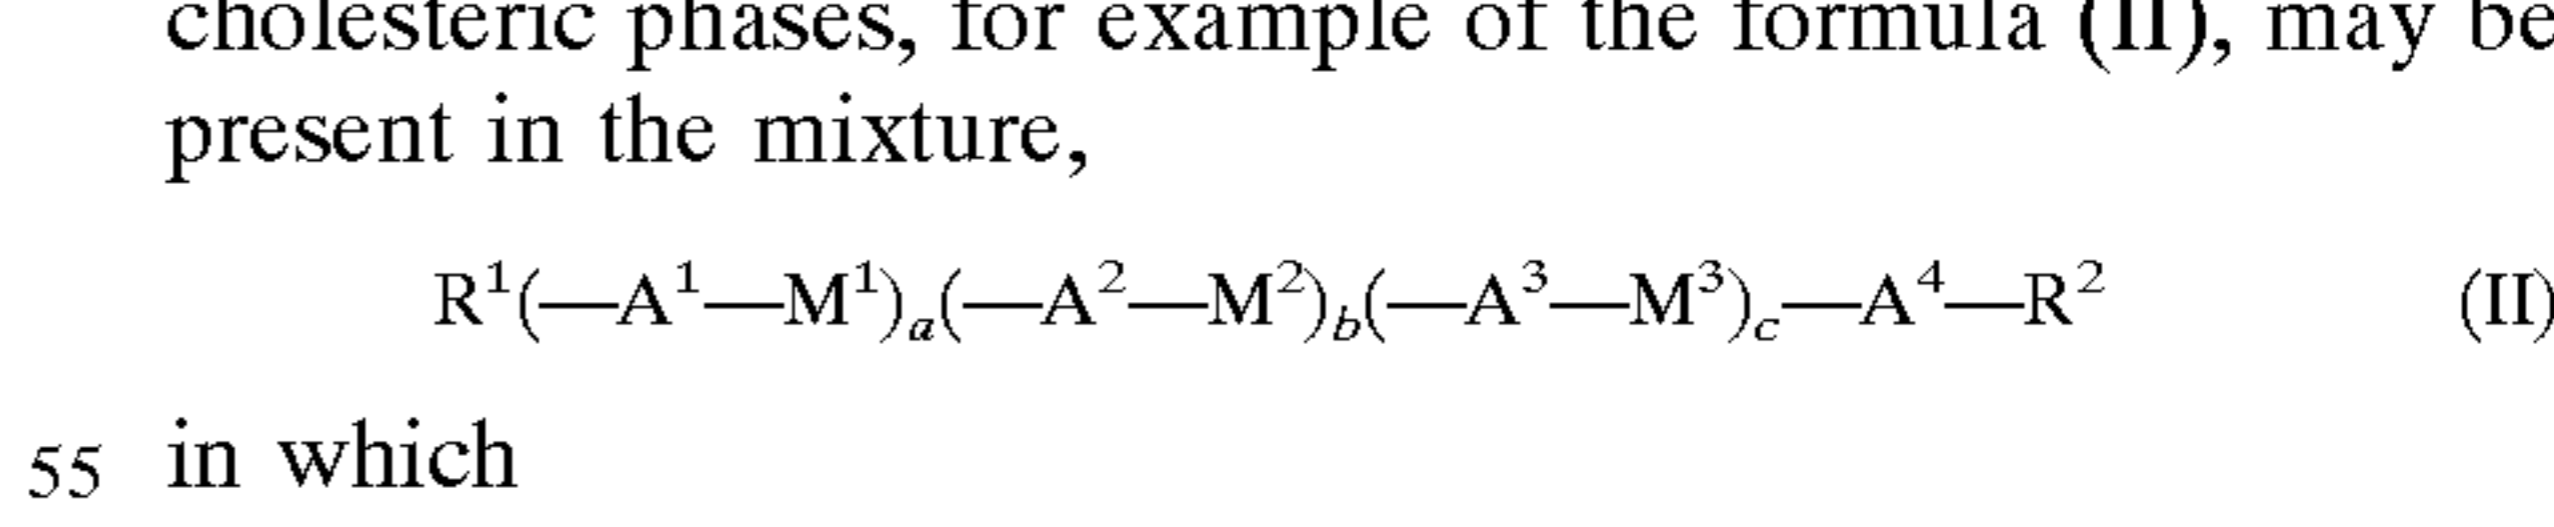 cholesteric phases, for example of the formula (II), may be
present in the mixture,
R¹(—A¹—M¹)ₐ(—A²—M²)_b(—A³—M³)_c—A⁴—R² (II)
55 in which